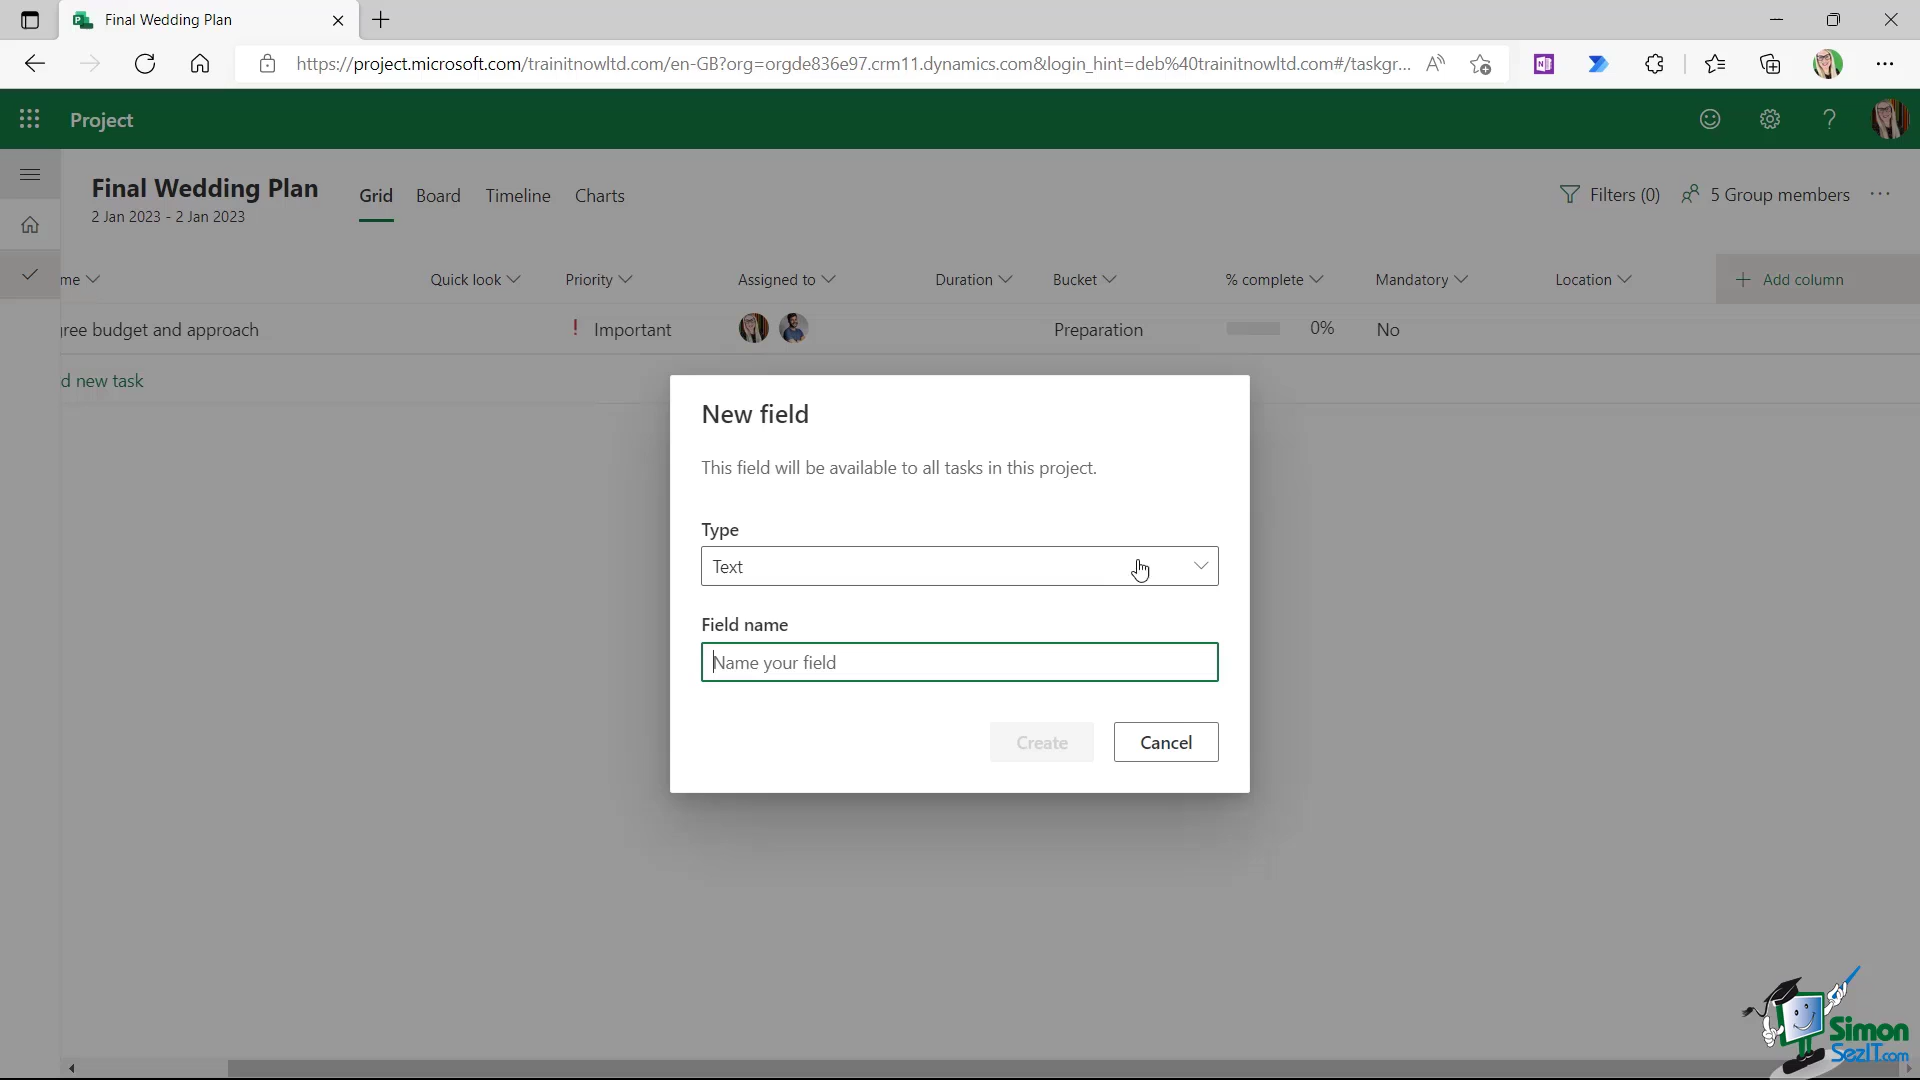 Final Wedding Plan
https://project.microsoft.com/trainitnowltd.com/en-GB?org=orgde836e97.crm11.dynamics.com&login_hint=deb%40trainitnowltd.com#/taskgr...
Project
Final Wedding Plan
2 Jan 2023 - 2 Jan 2023
Grid Board Timeline Charts
Filters (0) 5 Group members
me Quick look Priority Assigned to Duration Bucket % complete Mandatory Location Add column
ree budget and approach ! Important Preparation 0% No
d new task
New field
This field will be available to all tasks in this project.
Type
Text
Field name
Name your field
Create Cancel
Simon
SezIT.com